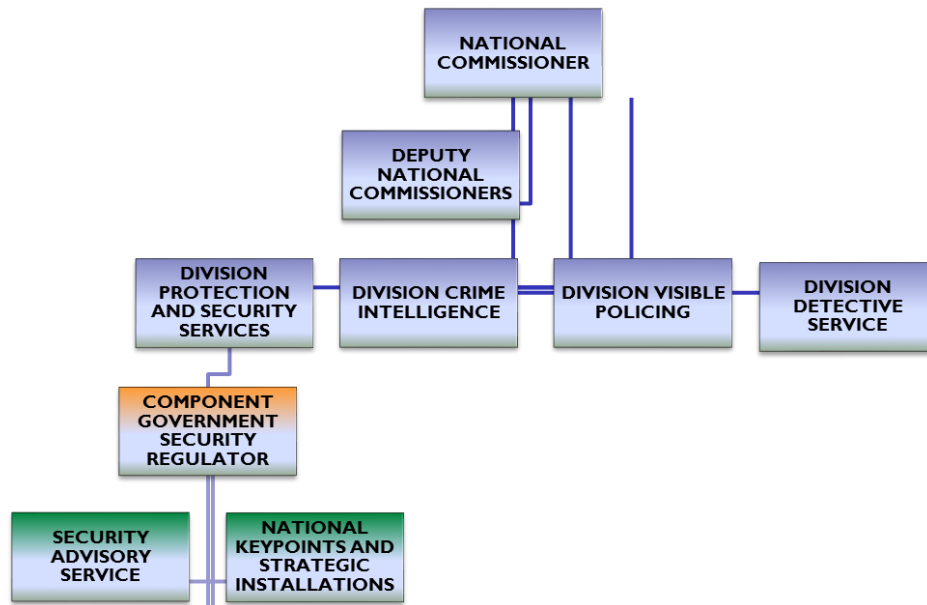 NATIONAL
COMMISSIONER
DEPUTY
NATIONAL
COMMISSIONERS
DIVISION
PROTECTION
AND SECURITY
SERVICES
DIVISION CRIME
INTELLIGENCE
DIVISION VISIBLE
POLICING
DIVISION
DETECTIVE
SERVICE
COMPONENT
GOVERNMENT
SECURITY
REGULATOR
SECURITY
ADVISORY
SERVICE
NATIONAL
KEYPOINTS AND
STRATEGIC
INSTALLATIONS